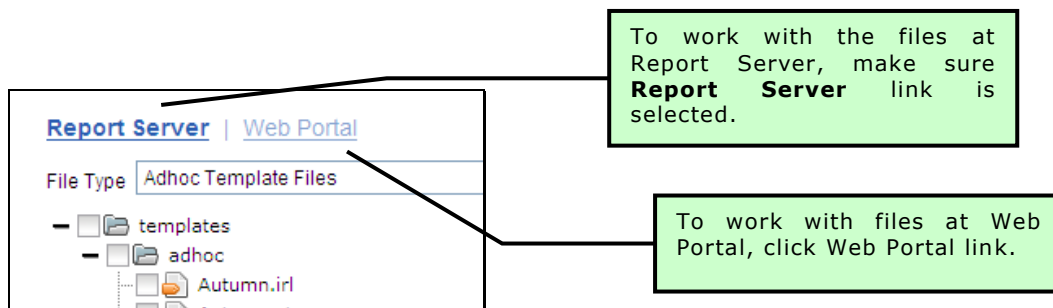 To work with the files at
Report Server, make sure
Report Server link is
selected.
Report Server | Web Portal
File Type Adhoc Template Files
templates
adhoc
Autumn.irl
To work with files at Web
Portal, click Web Portal link.